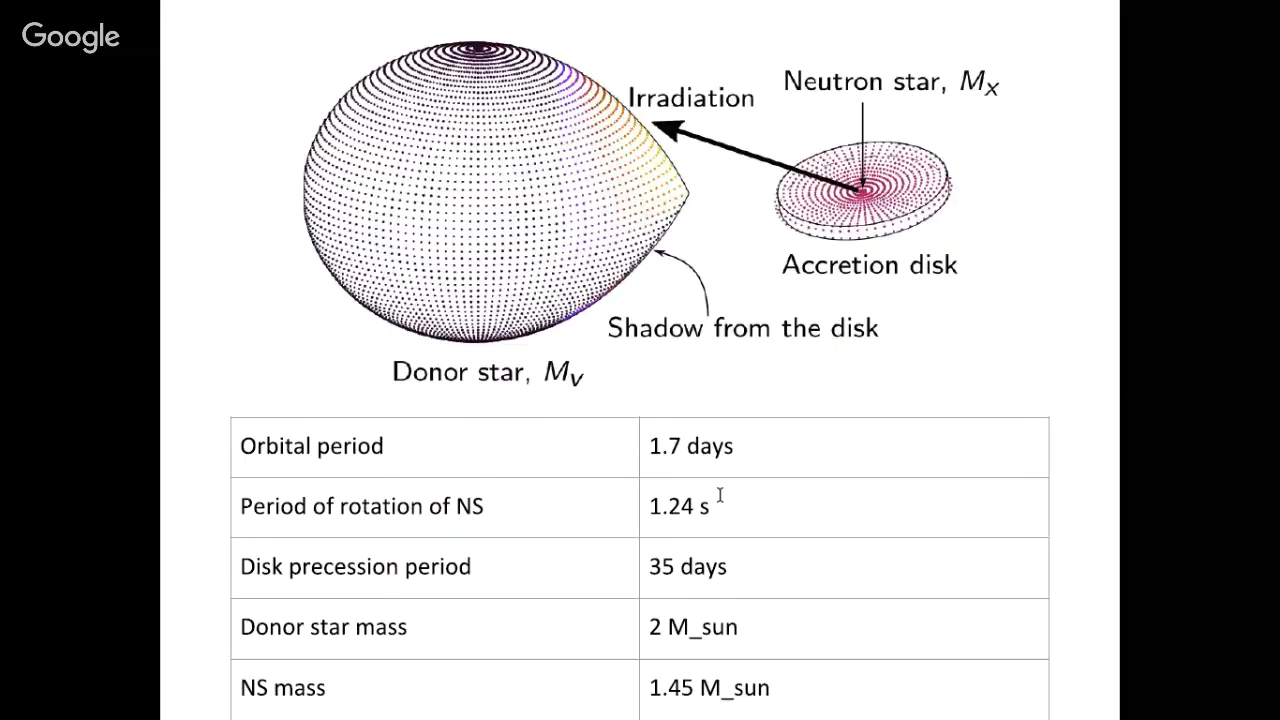 Google
Neutron star, Mₓ
Irradiation
Accretion disk
Shadow from the disk
Donor star, Mᵥ
Orbital period 1.7 days
Period of rotation of NS 1.24 s
Disk precession period 35 days
Donor star mass 2 M_sun
NS mass 1.45 M_sun